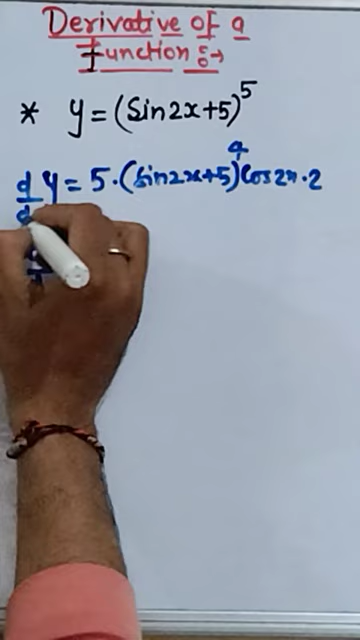 Derivative of a
function :→
* y = (Sin2x+5)^5
d/d y = 5·(sin2x+5)^4 cos2x·2